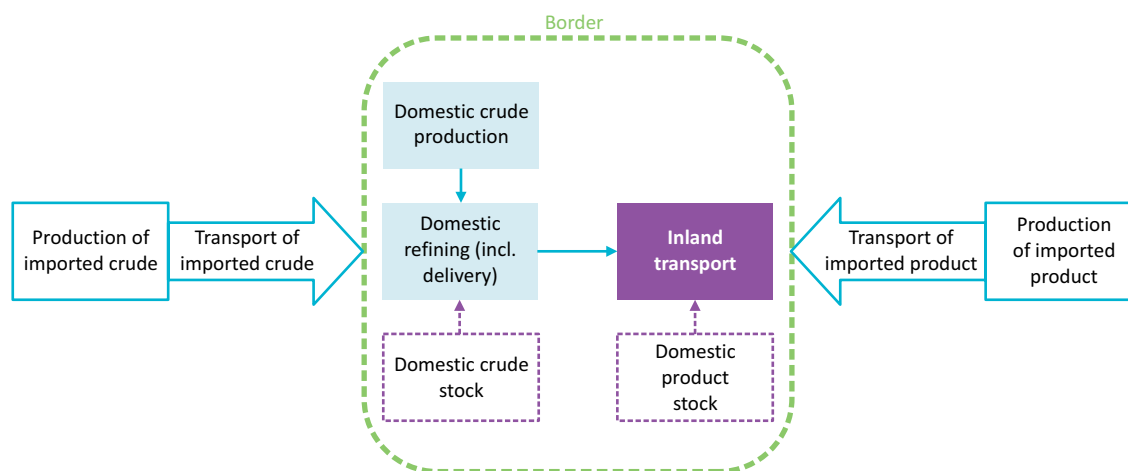 Border
Domestic crude
production
Production of
imported crude
Transport of
imported crude
Domestic
refining (incl.
delivery)
Inland
transport
Transport of
imported product
Production
of imported
product
Domestic crude
stock
Domestic
product
stock